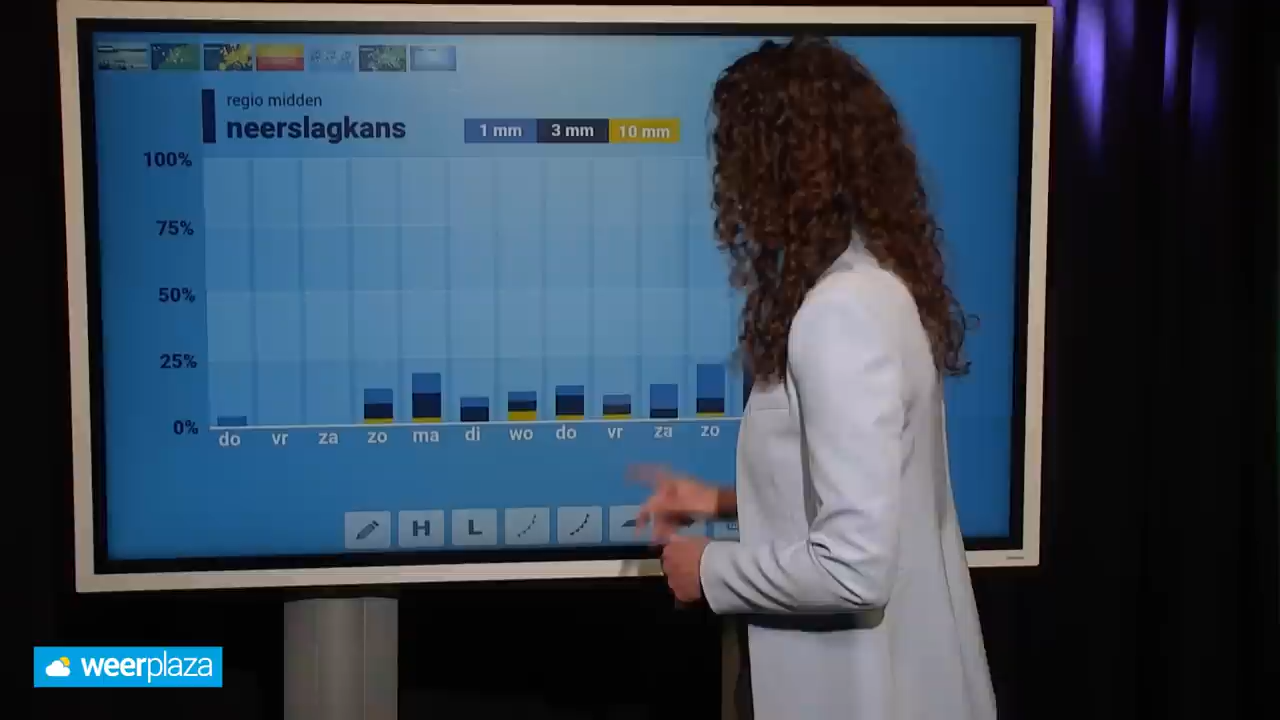 regio midden
neerslagkans
1 mm 3 mm 10 mm
100%
75%
50%
25%
0%
do vr za zo ma di wo do vr za zo
H L
weerplaza